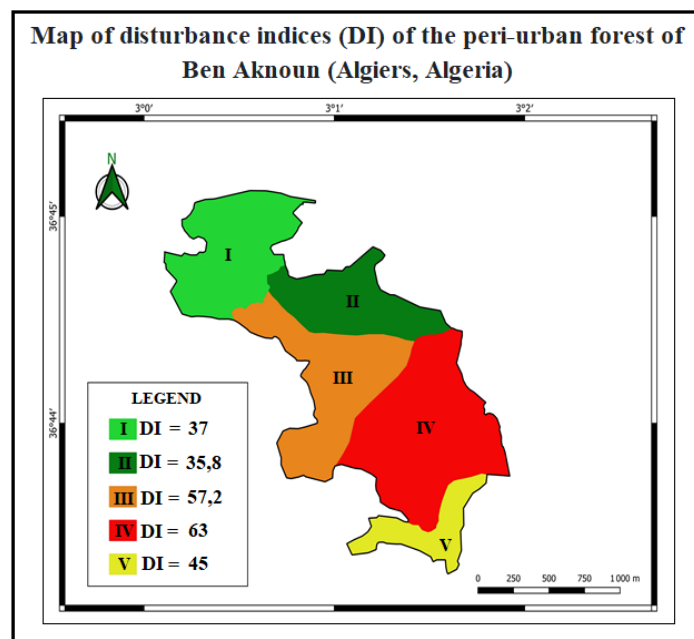 Map of disturbance indices (DI) of the peri-urban forest of
Ben Aknoun (Algiers, Algeria)
3°0' 3°1' 3°2'
N
36°45'
I
II
III
IV
V
36°44'
LEGEND
I DI = 37
II DI = 35,8
III DI = 57,2
IV DI = 63
V DI = 45
0 250 500 750 1 000 m